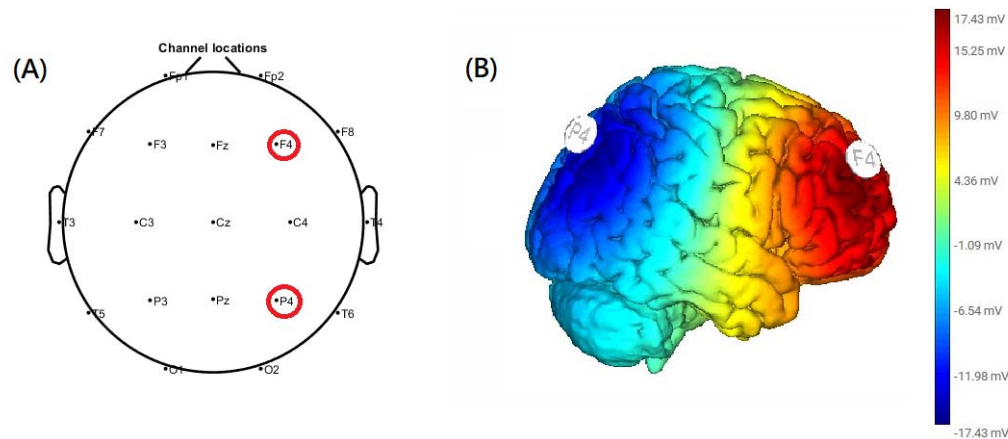 (A)
Channel locations
Fp1 Fp2
F7 F3 Fz F4 F8
T3 C3 Cz C4 T4
T5 P3 Pz P4 T6
O1 O2
(B)
P4 F4
17.43 mV
15.25 mV
9.80 mV
4.36 mV
-1.09 mV
-6.54 mV
-11.98 mV
-17.43 mV